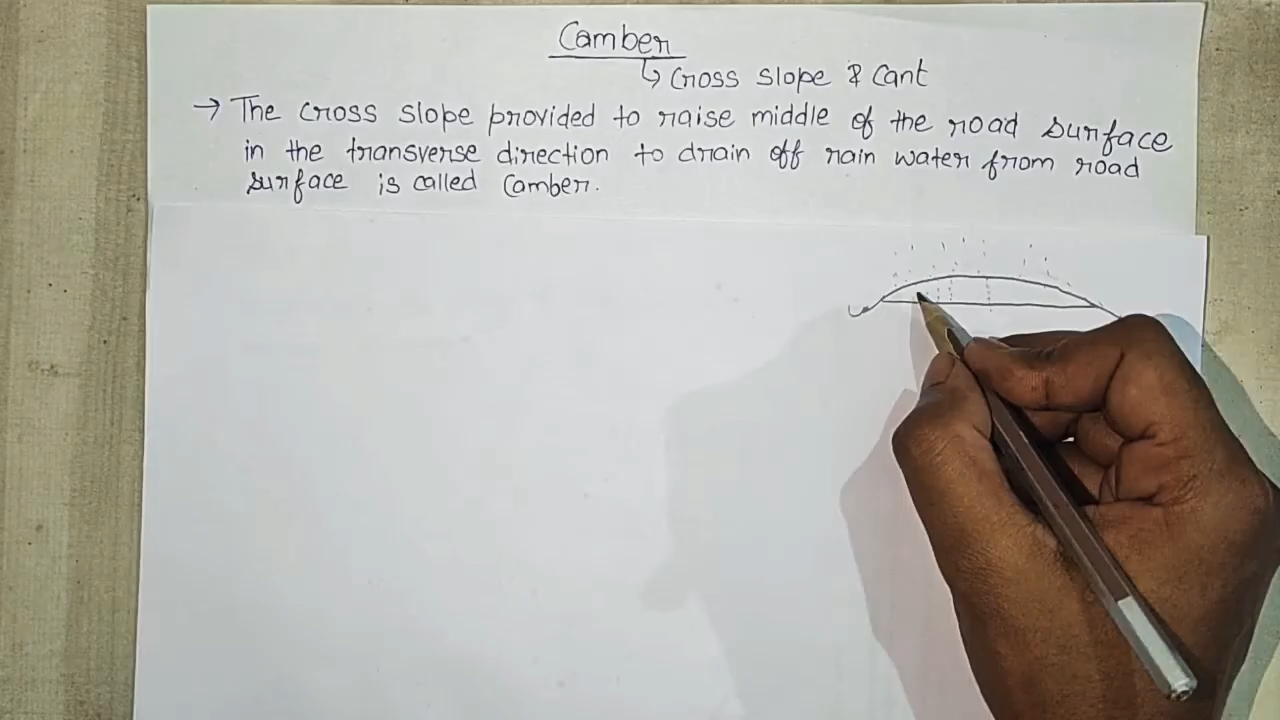 Camber
↳ Cross slope & Cant
→ The cross slope provided to raise middle of the road surface
in the transverse direction to drain off rain water from road
surface is called Camber.